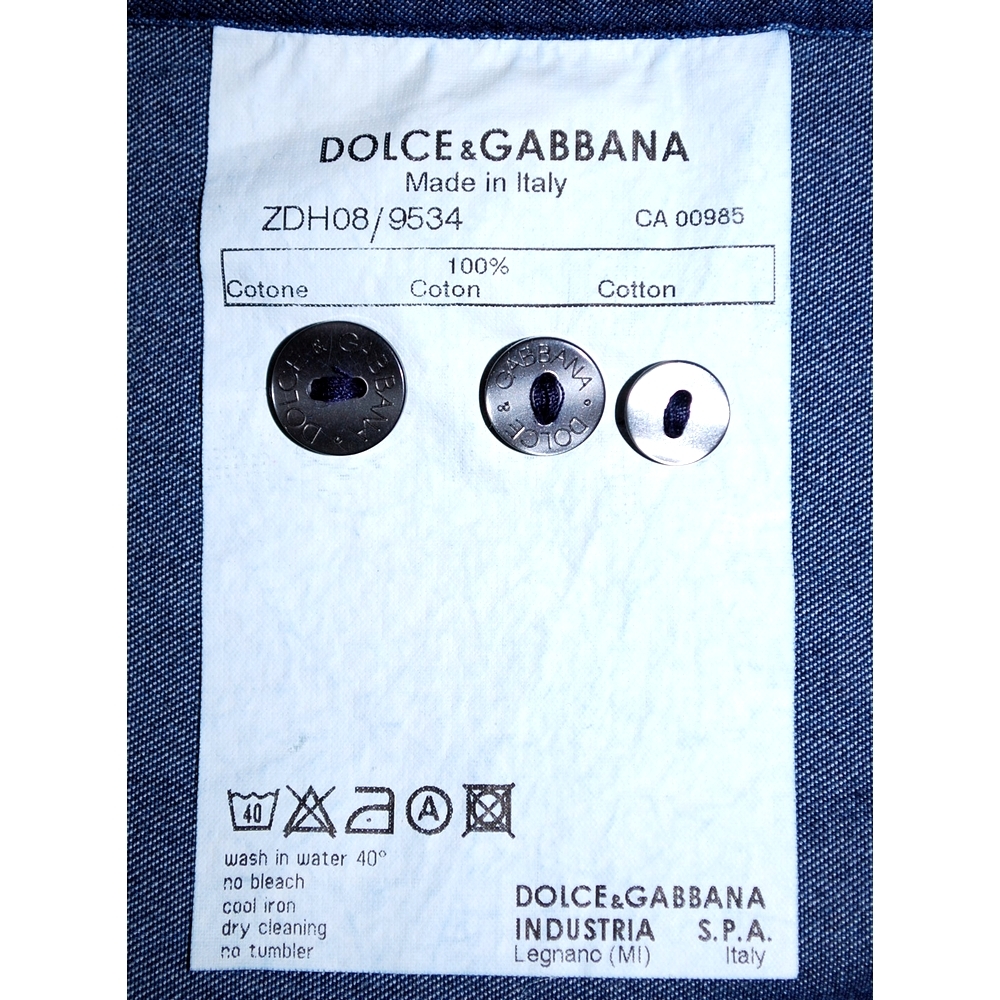 DOLCE & GABBANA
Made in Italy
ZDH08/9534 CA 00985
100%
Cotone Coton Cotton
DOLCE & GABBANA
DOLCE & GABBANA
40 A
wash in water 40°
no bleach
cool iron
dry cleaning
no tumbler
DOLCE & GABBANA
INDUSTRIA S.P.A.
Legnano (MI) Italy